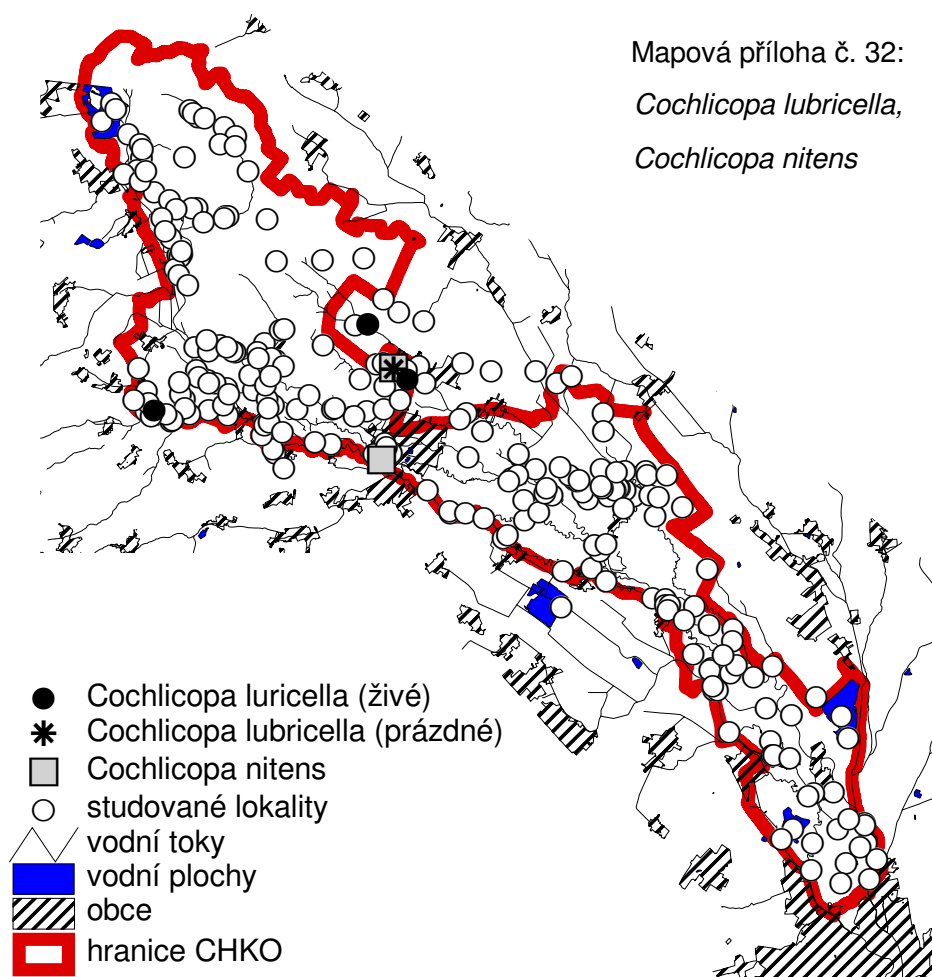 Mapová příloha č. 32:
Cochlicopa lubricella,
Cochlicopa nitens
Cochlicopa luricella (živé)
Cochlicopa lubricella (prázdné)
Cochlicopa nitens
studované lokality
vodní toky
vodní plochy
obce
hranice CHKO